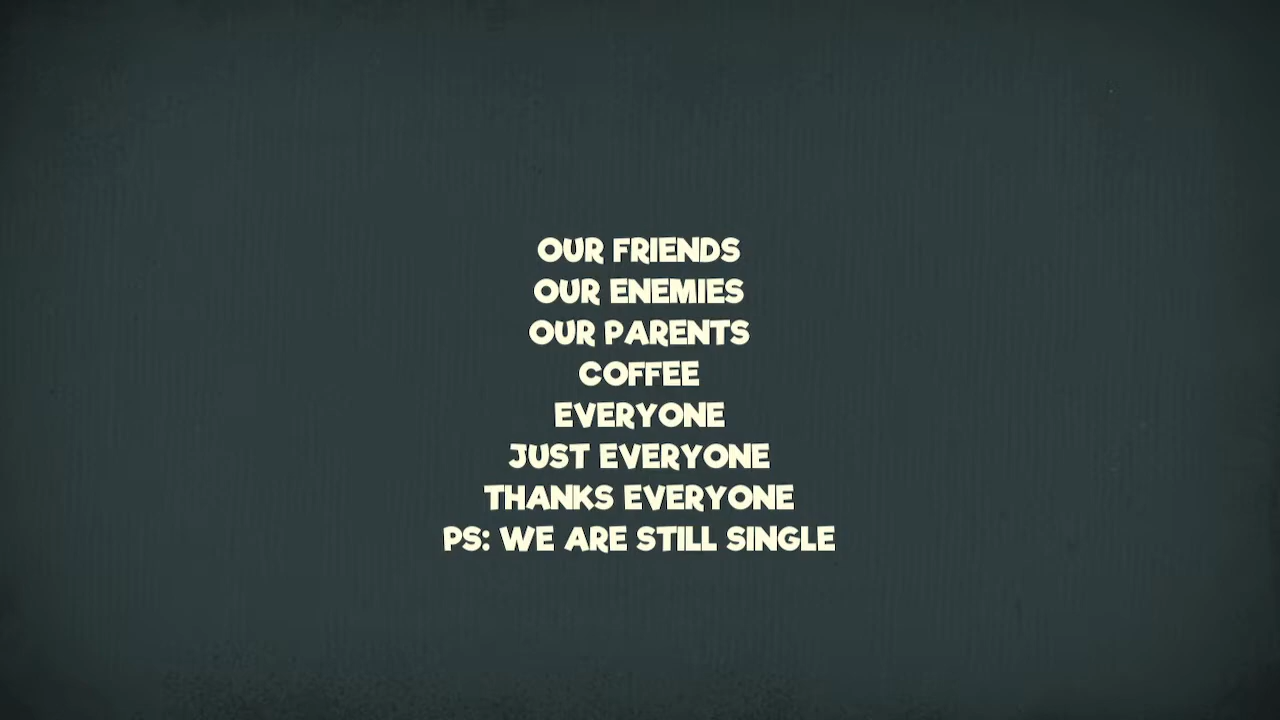 OUR FRIENDS
OUR ENEMIES
OUR PARENTS
COFFEE
EVERYONE
JUST EVERYONE
THANKS EVERYONE
PS: WE ARE STILL SINGLE